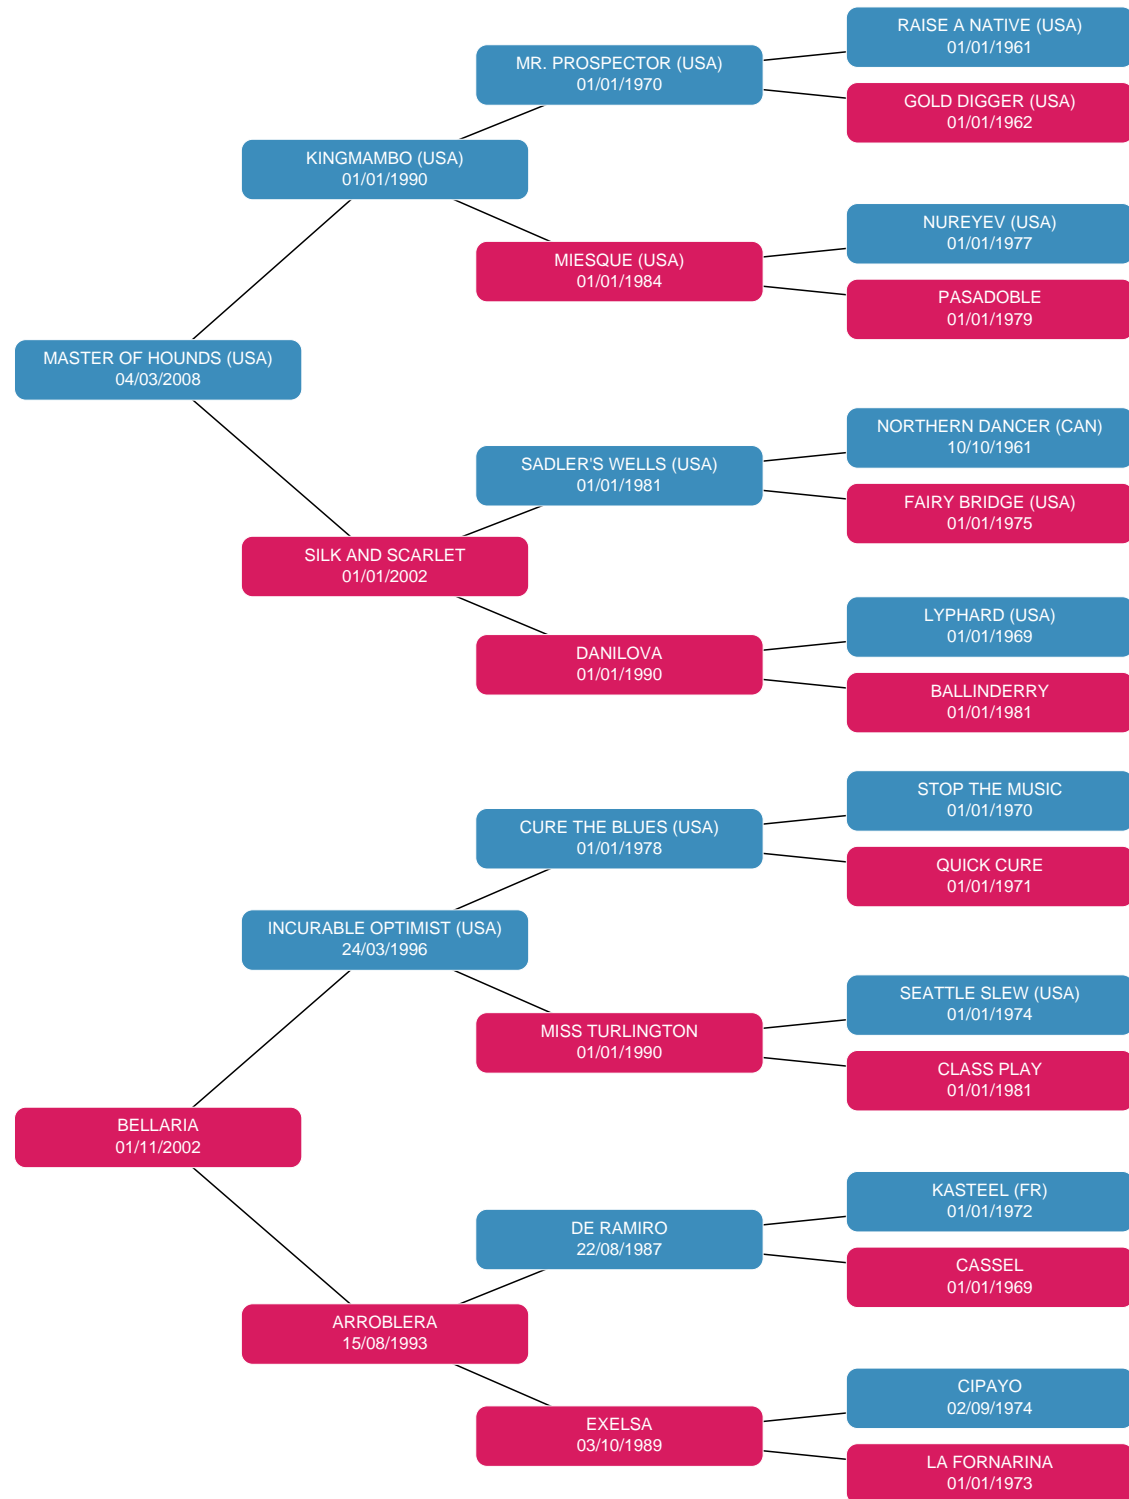 RAISE A NATIVE (USA)
01/01/1961
MR. PROSPECTOR (USA)
01/01/1970
GOLD DIGGER (USA)
01/01/1962
KINGMAMBO (USA)
01/01/1990
NUREYEV (USA)
01/01/1977
MIESQUE (USA)
01/01/1984
PASADOBLE
01/01/1979
MASTER OF HOUNDS (USA)
04/03/2008
NORTHERN DANCER (CAN)
10/10/1961
SADLER'S WELLS (USA)
01/01/1981
FAIRY BRIDGE (USA)
01/01/1975
SILK AND SCARLET
01/01/2002
LYPHARD (USA)
01/01/1969
DANILOVA
01/01/1990
BALLINDERRY
01/01/1981
STOP THE MUSIC
01/01/1970
CURE THE BLUES (USA)
01/01/1978
QUICK CURE
01/01/1971
INCURABLE OPTIMIST (USA)
24/03/1996
SEATTLE SLEW (USA)
01/01/1974
MISS TURLINGTON
01/01/1990
CLASS PLAY
01/01/1981
BELLARIA
01/11/2002
KASTEEL (FR)
01/01/1972
DE RAMIRO
22/08/1987
CASSEL
01/01/1969
ARROBLERA
15/08/1993
CIPAYO
02/09/1974
EXELSA
03/10/1989
LA FORNARINA
01/01/1973